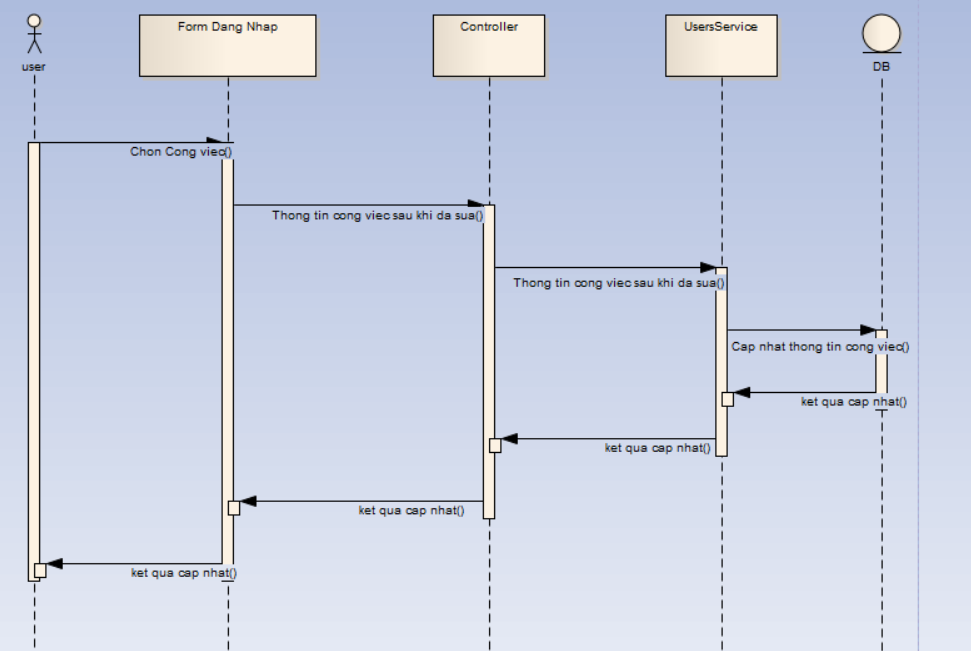 Form Dang Nhap
Controller
UsersService
user
DB
Chon Cong viec()
Thong tin cong viec sau khi da sua()
Thong tin cong viec sau khi da sua()
Cap nhat thong tin cong viec()
ket qua cap nhat()
ket qua cap nhat()
ket qua cap nhat()
ket qua cap nhat()